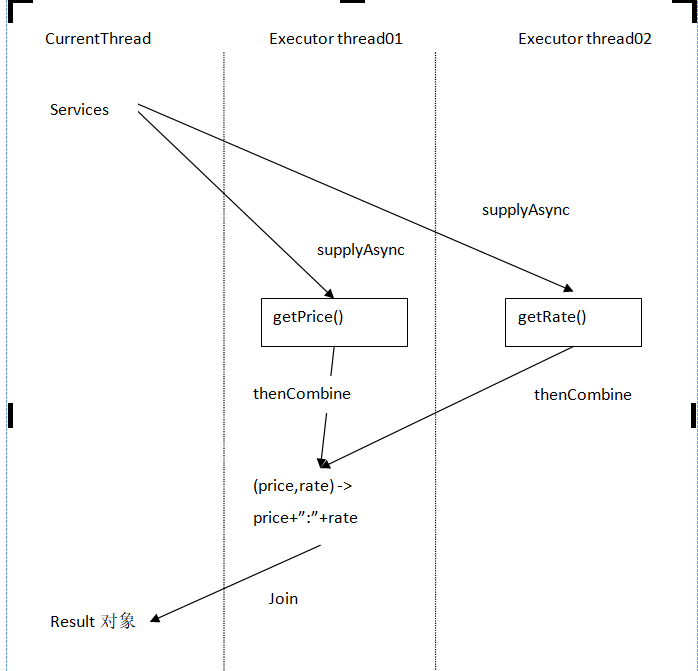 CurrentThread
Executor thread01
Executor thread02
Services
supplyAsync
supplyAsync
getPrice()
getRate()
thenCombine
thenCombine
(price,rate) ->
price+”:”+rate
Join
Result 对象